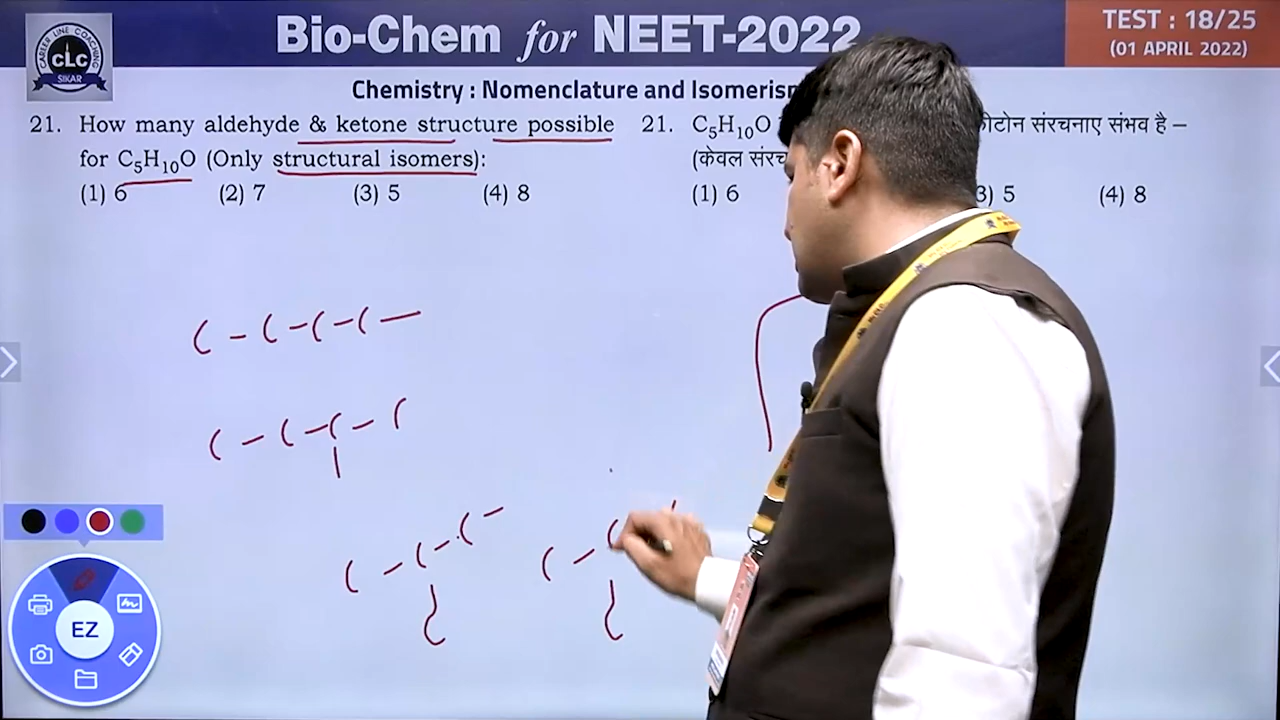 Bio-Chem for NEET-2022
TEST : 18/25
(01 APRIL 2022)
CAREER LINE COACHING
CLC
SIKAR
Chemistry : Nomenclature and Isomerism
21. How many aldehyde & ketone structure possible
for C₅H₁₀O (Only structural isomers):
(1) 6 (2) 7 (3) 5 (4) 8
21. C₅H₁₀O संरचनाए संभव है –
(केवल
(1) 6 3) 5 (4) 8
C - C - C - C -
C - C - C - C
C - C - C -
C
C - C
C
EZ